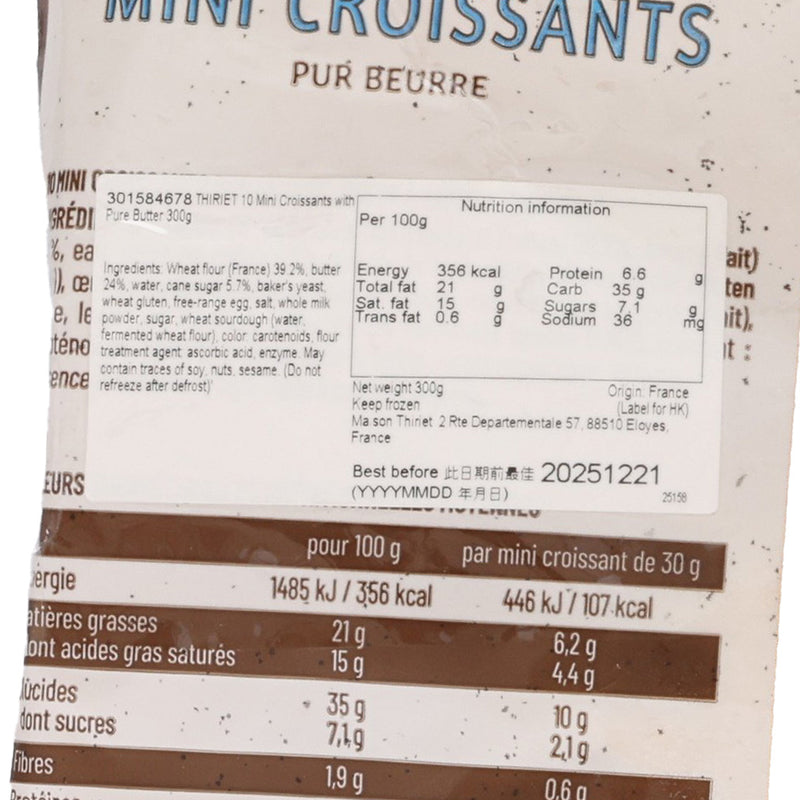 MINI CROISSANTS
PUR BEURRE
10 MINI
301584678 THIRIET 10 Mini Croissants with
Pure Butter 300g
Ingredients: Wheat flour (France) 39.2%, butter
24%, water, cane sugar 5.7%, baker's yeast,
wheat gluten, free-range egg, salt, whole milk
powder, sugar, wheat sourdough (water,
fermented wheat flour), color: carotenoids, flour
treatment agent: ascorbic acid, enzyme. May
contain traces of soy, nuts, sesame. (Do not
refreeze after defrost)'
Nutrition information
Per 100g
Energy 356 kcal Protein 6.6 g
Total fat 21 g Carb 35 g
Sat. fat 15 g Sugars 7.1 g
Trans fat 0.6 g Sodium 36 mg
Net weight 300g Origin: France
Keep frozen (Label for HK)
Maison Thiriet 2 Rte Departementale 57, 88510 Eloyes,
France
Best before 此日期前最佳 20251221
(YYYYMMDD 年月日) 25158
pour 100 g par mini croissant de 30 g
ergie 1485 kJ / 356 kcal 446 kJ / 107 kcal
atières grasses 21 g 6,2 g
ont acides gras saturés 15 g 4,4 g
lucides 35 g 10 g
dont sucres 7,1 g 2,1 g
Fibres 1,9 g 0,6 g